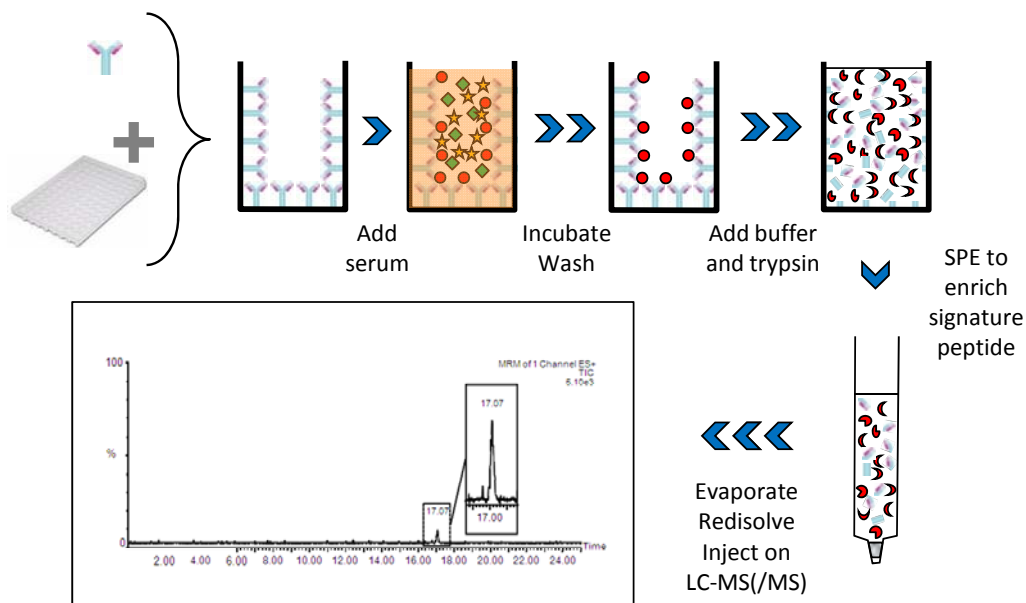 Add
serum
Incubate
Wash
Add buffer
and trypsin
SPE to
enrich
signature
peptide
Evaporate
Redisolve
Inject on
LC-MS(/MS)
100
MRM of 1 Channel ES+
TIC
6.10e3
17.07
%
17.07
17.00
0
Time
2.00 4.00 6.00 8.00 10.00 12.00 14.00 16.00 18.00 20.00 22.00 24.00